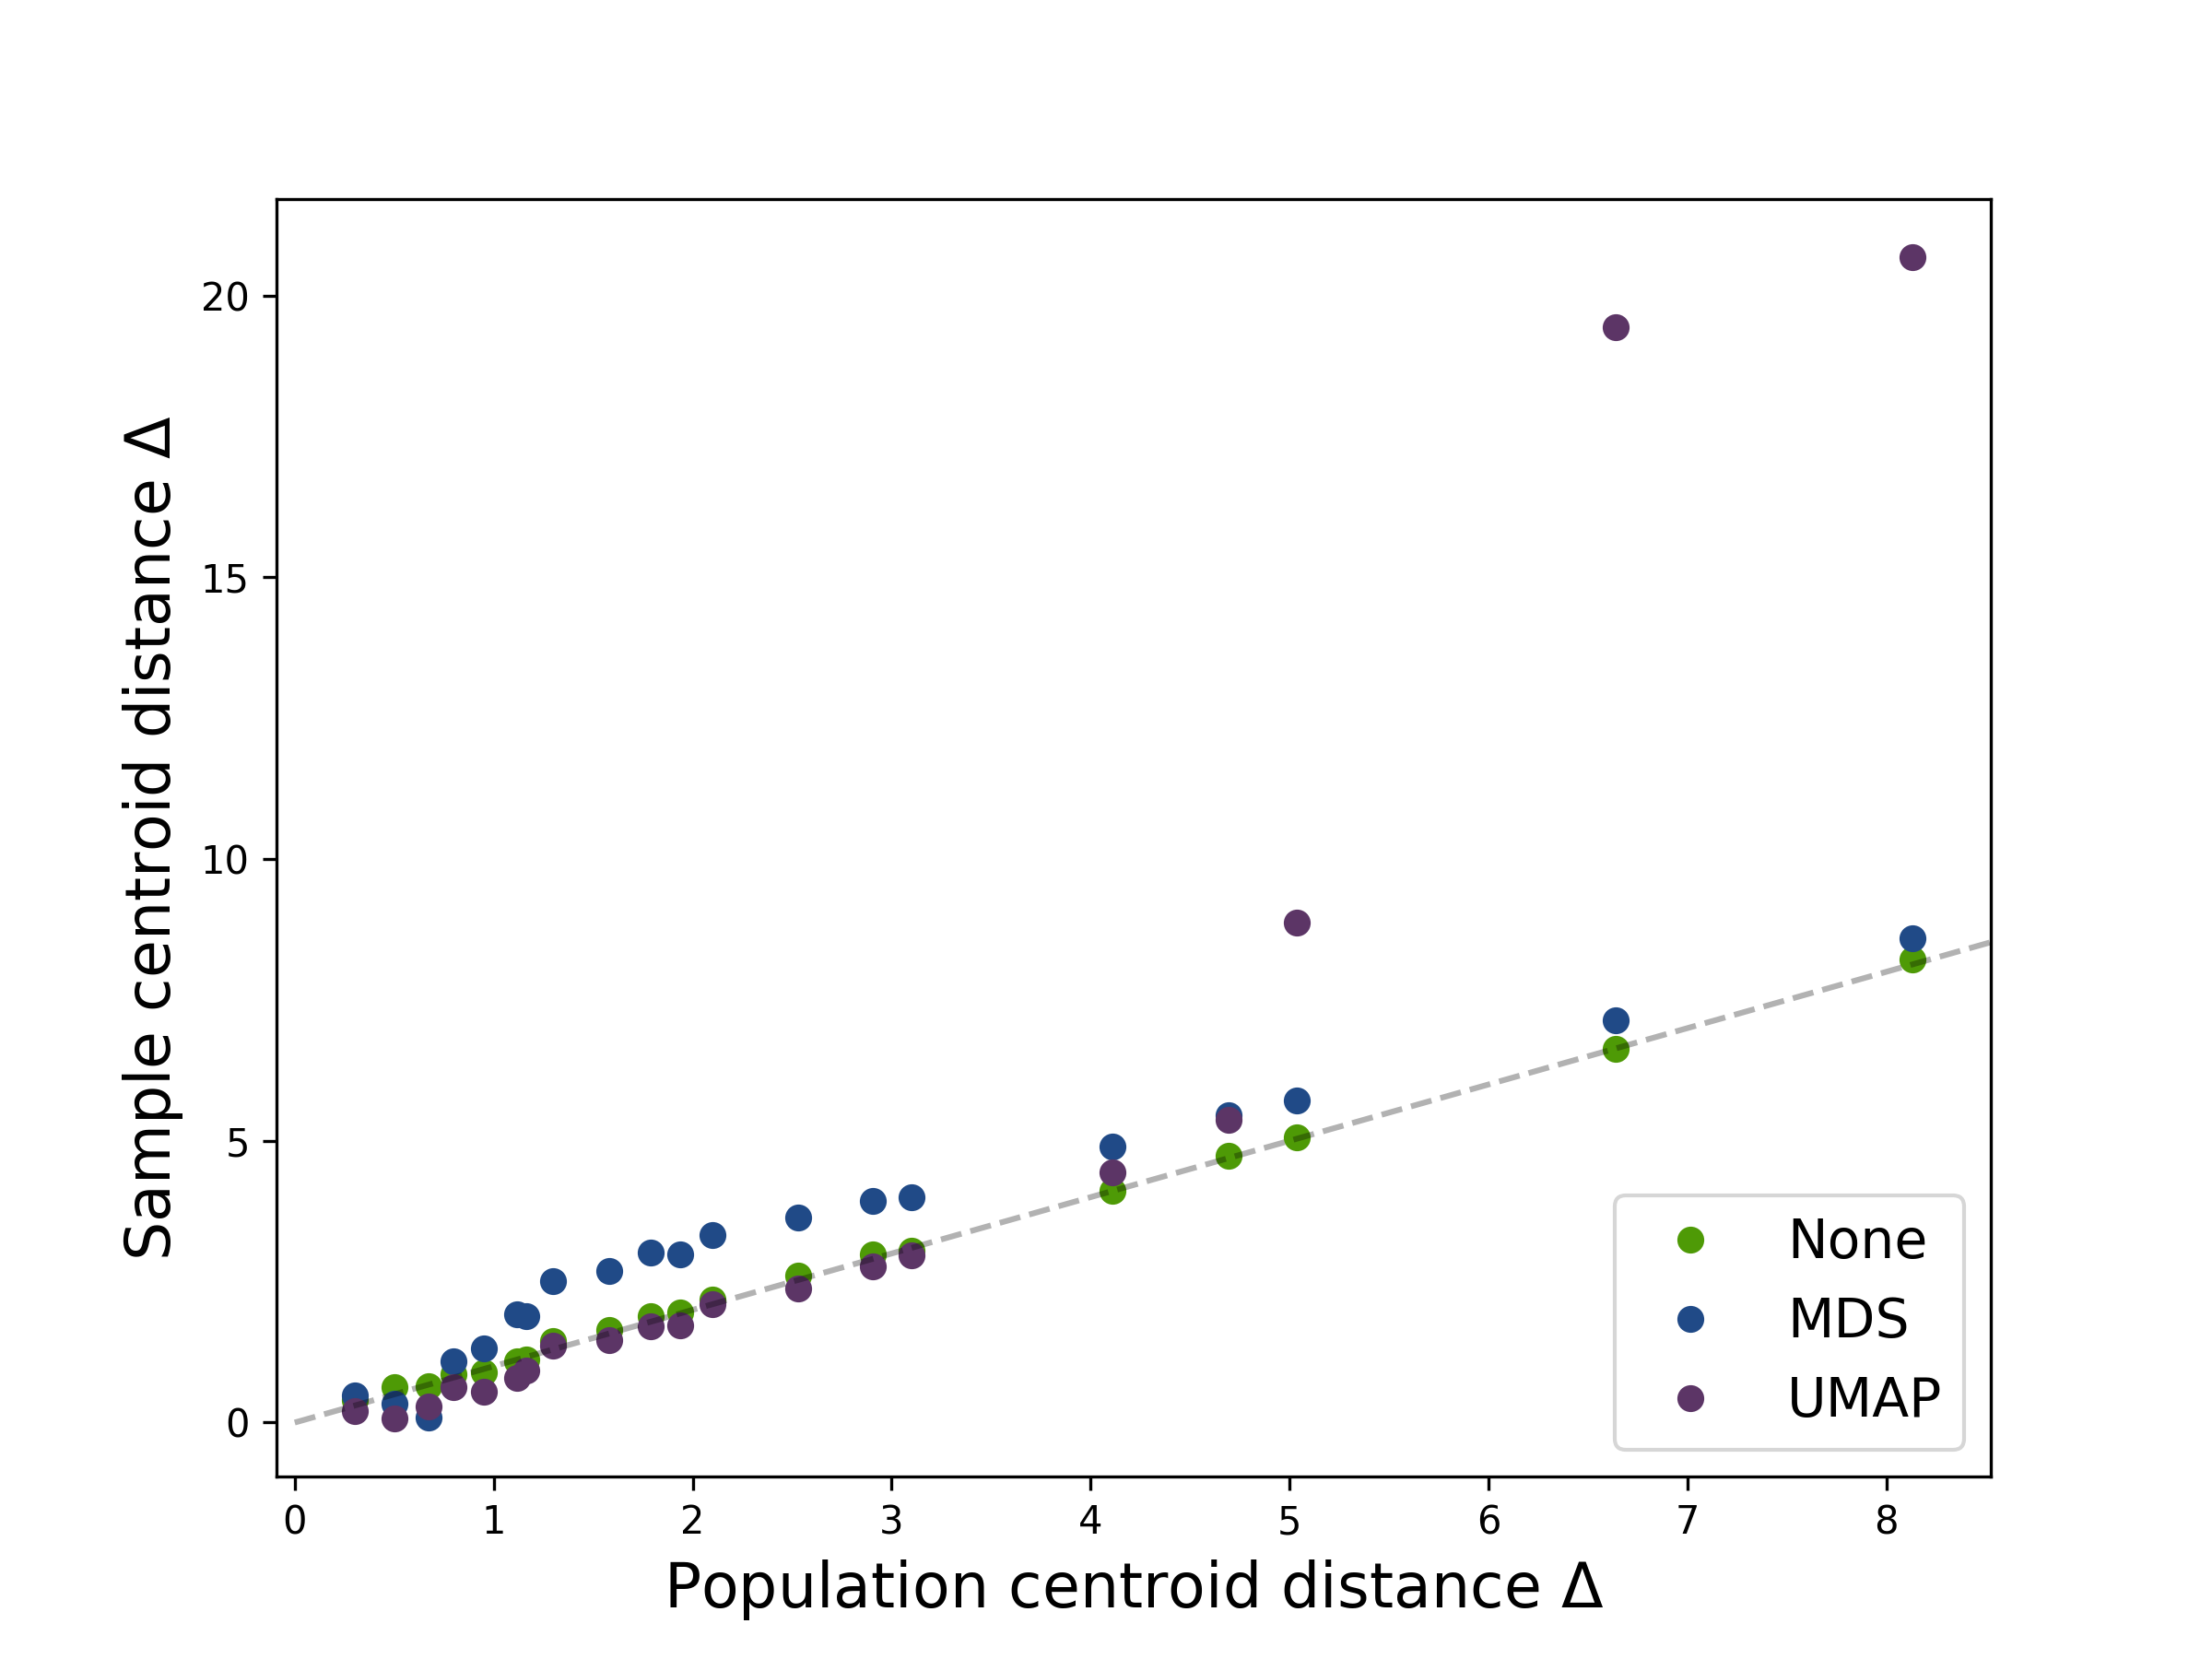 20
15
10
5
0
Sample centroid distance Δ
0 1 2 3 4 5 6 7 8
Population centroid distance Δ
None
MDS
UMAP